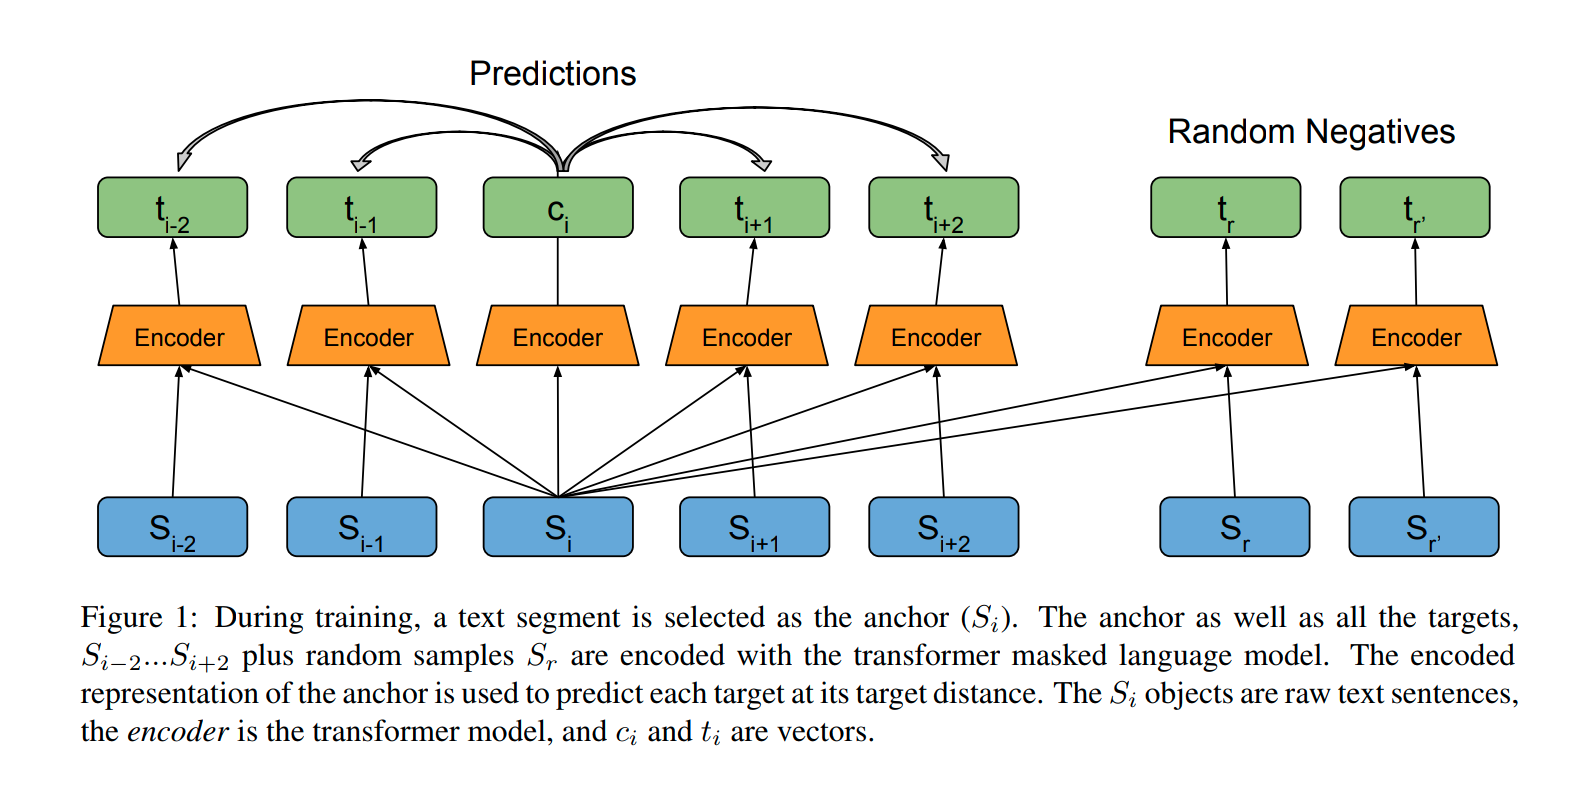 Predictions
Random Negatives
t_{i-2} t_{i-1} c_i t_{i+1} t_{i+2} t_r t_{r’}
Encoder Encoder Encoder Encoder Encoder Encoder Encoder
S_{i-2} S_{i-1} S_i S_{i+1} S_{i+2} S_r S_{r’}
Figure 1: During training, a text segment is selected as the anchor (S_i). The anchor as well as all the targets,
S_{i−2}...S_{i+2} plus random samples S_r are encoded with the transformer masked language model. The encoded
representation of the anchor is used to predict each target at its target distance. The S_i objects are raw text sentences,
the encoder is the transformer model, and c_i and t_i are vectors.